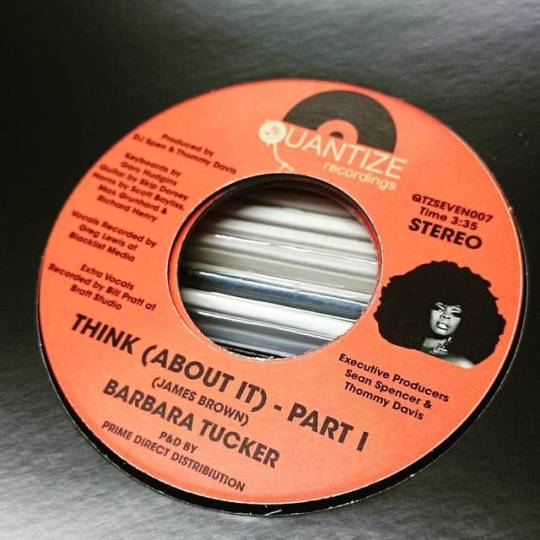 QUANTIZE
recordings
Produced by
DJ Spen & Thommy Davis
Keyboards by
Gary Hudgins
Guitar by Skip Dorsey
Horns by Scott Bayliss,
Max Grunhard &
Richard Henry
Vocals Recorded by
Greg Lewis at
Blacklist Media
Extra Vocals
Recorded by Bill Pratt at
Bratt Studio
QTZSEVEN007
Time 3:35
STEREO
Executive Producers
Sean Spencer &
Thommy Davis
THINK (ABOUT IT) - PART I
(JAMES BROWN)
BARBARA TUCKER
P&D BY
PRIME DIRECT DISTRIBIUTION